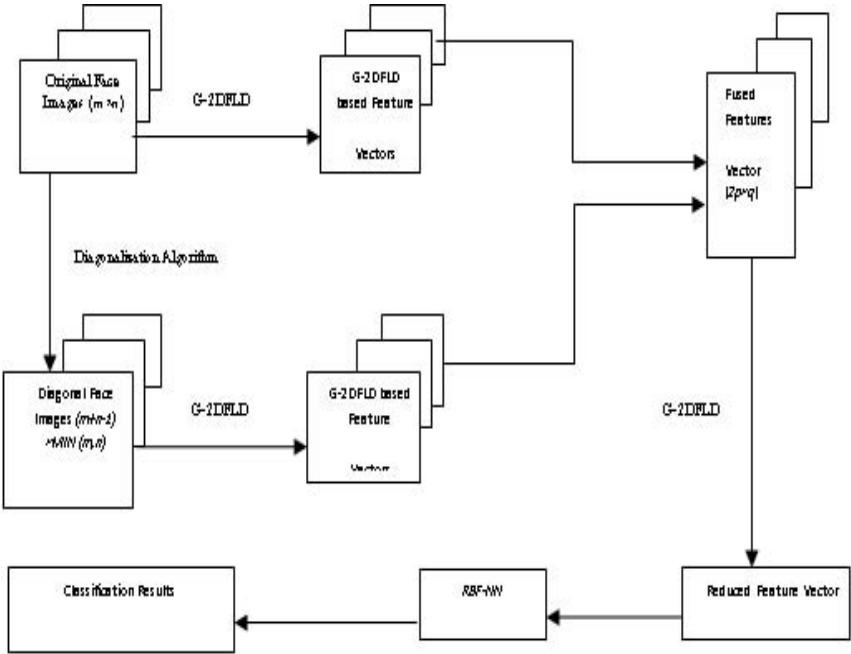 Original Face
Images (m×n)
G-2DFLD
G-2DFLD
based Feature
Vectors
Fused
Features
Vector
(2p×q)
Diagonalisation Algorithm
Diagonal Face
Images (m+n-1)
×MIN (m,n)
G-2DFLD
G-2DFLD based
Feature
Vectors
G-2DFLD
Classification Results
RBF-NN
Reduced Feature Vector